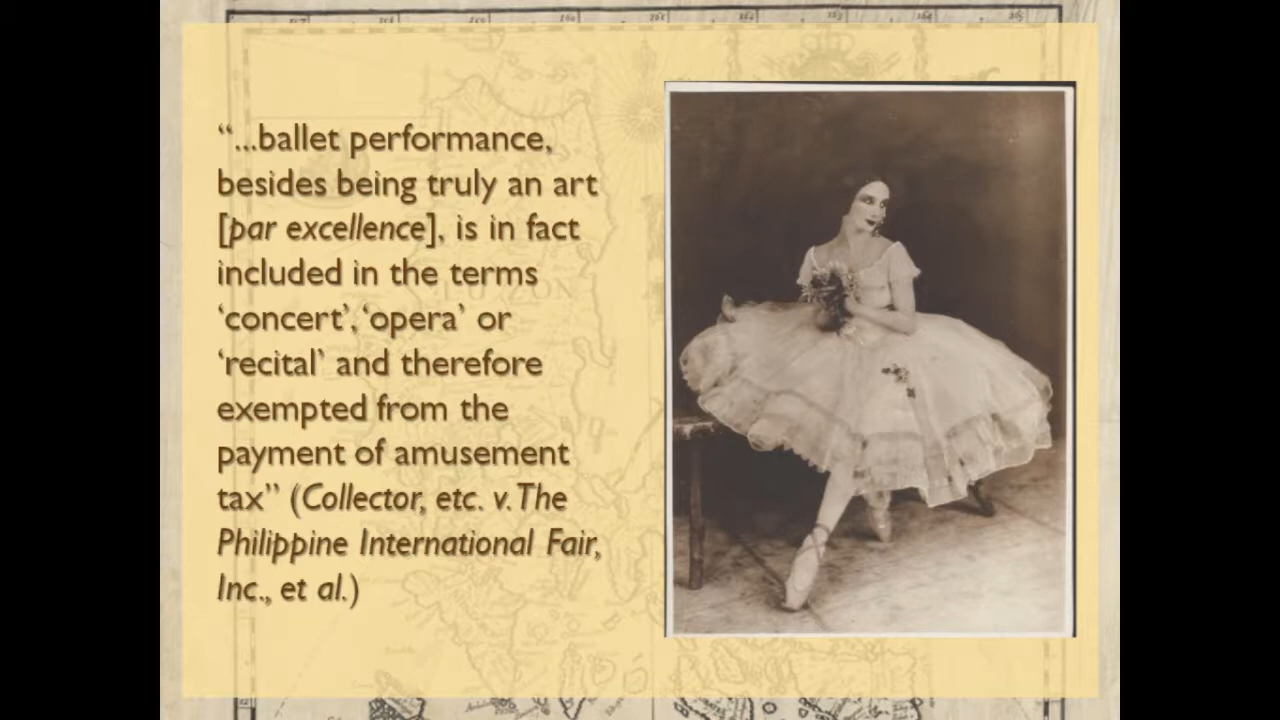 “...ballet performance,
besides being truly an art
[par excellence], is in fact
included in the terms
‘concert’, ‘opera’ or
‘recital’ and therefore
exempted from the
payment of amusement
tax” (Collector, etc. v. The
Philippine International Fair,
Inc., et al.)